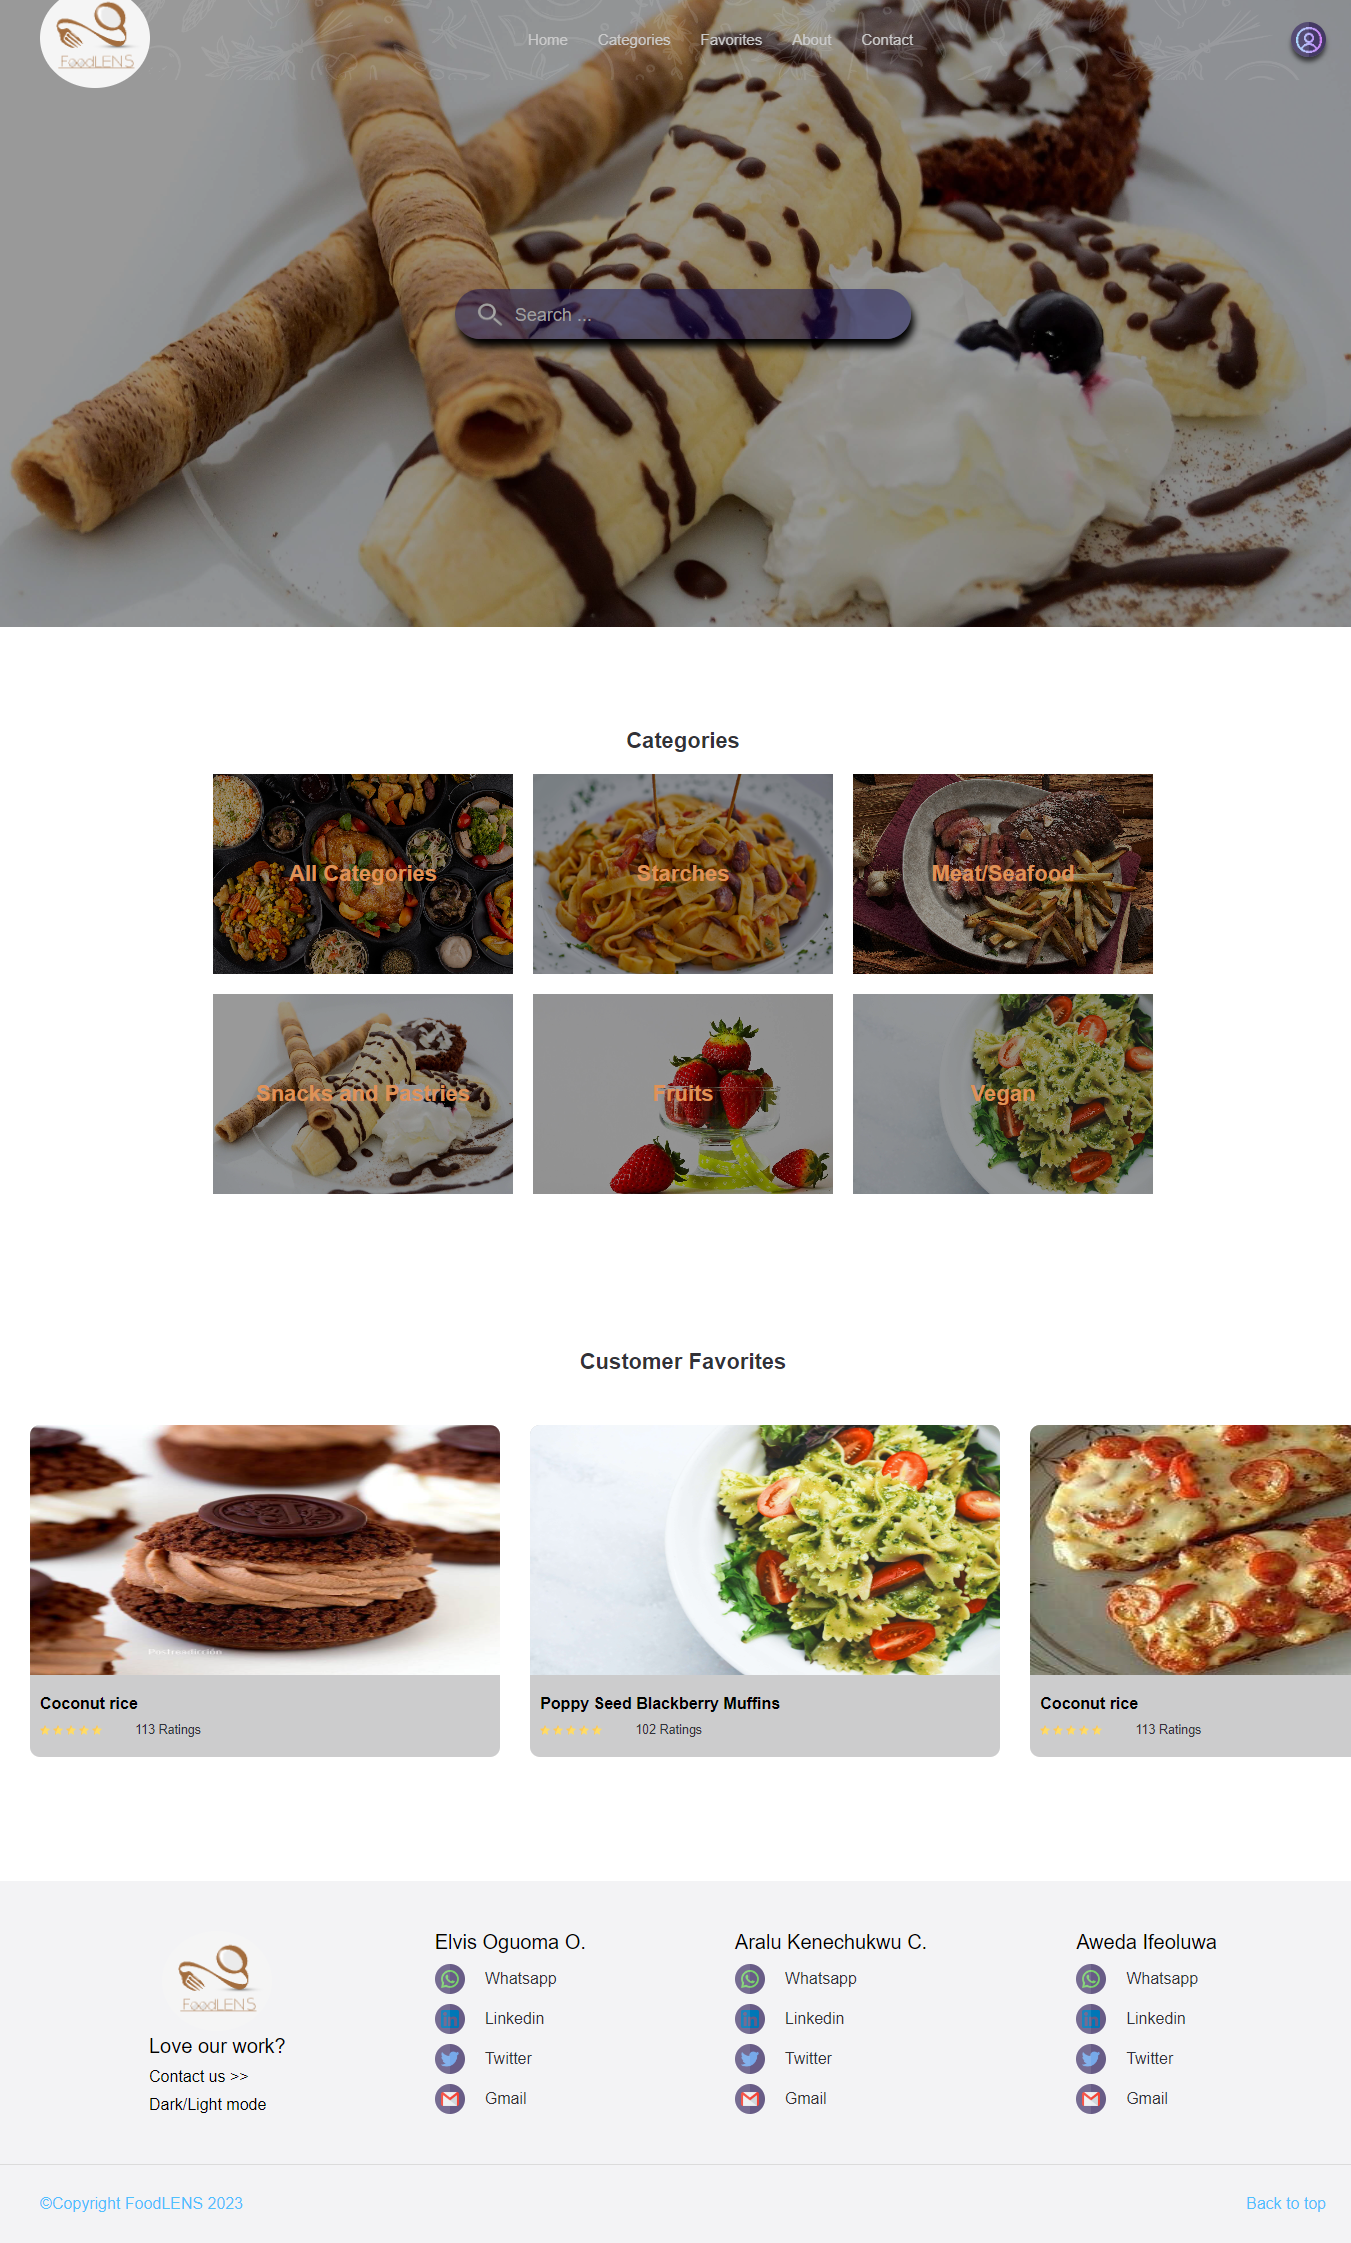 FoodLENS
Home Categories Favorites About Contact
Search ...
Categories
All Categories
Starches
Meat/Seafood
Snacks and Pastries
Fruits
Vegan
Customer Favorites
Postreadicción
Coconut rice
113 Ratings
Poppy Seed Blackberry Muffins
102 Ratings
Coconut rice
113 Ratings
FoodLENS
Love our work?
Contact us >>
Dark/Light mode
Elvis Oguoma O.
Whatsapp
Linkedin
Twitter
Gmail
Aralu Kenechukwu C.
Whatsapp
Linkedin
Twitter
Gmail
Aweda Ifeoluwa
Whatsapp
Linkedin
Twitter
Gmail
©Copyright FoodLENS 2023
Back to top